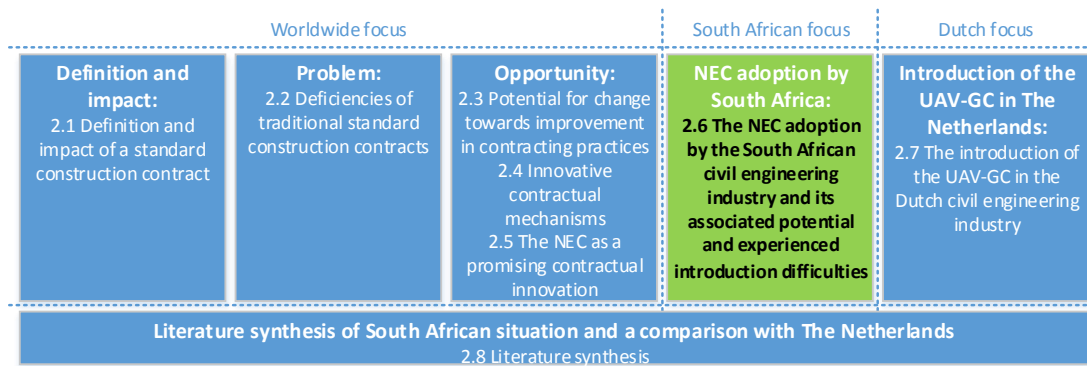 Worldwide focus
South African focus
Dutch focus
Definition and
impact:
2.1 Definition and
impact of a standard
construction contract
Problem:
2.2 Deficiencies of
traditional standard
construction contracts
Opportunity:
2.3 Potential for change
towards improvement
in contracting practices
2.4 Innovative
contractual
mechanisms
2.5 The NEC as a
promising contractual
innovation
NEC adoption by
South Africa:
2.6 The NEC adoption
by the South African
civil engineering
industry and its
associated potential
and experienced
introduction difficulties
Introduction of the
UAV-GC in The
Netherlands:
2.7 The introduction of
the UAV-GC in the
Dutch civil engineering
industry
Literature synthesis of South African situation and a comparison with The Netherlands
2.8 Literature synthesis